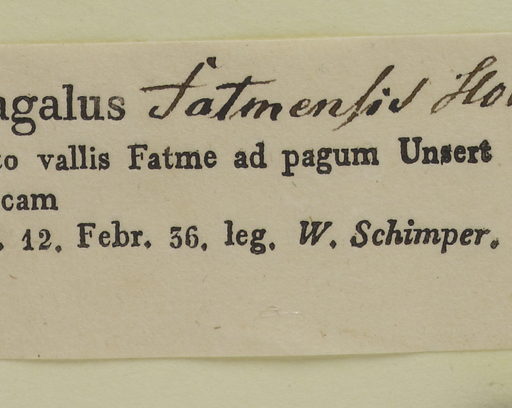 agalus fatmensis Ho
to vallis Fatme ad pagum Unsert
cam
. 12. Febr. 36. leg. W. Schimper.